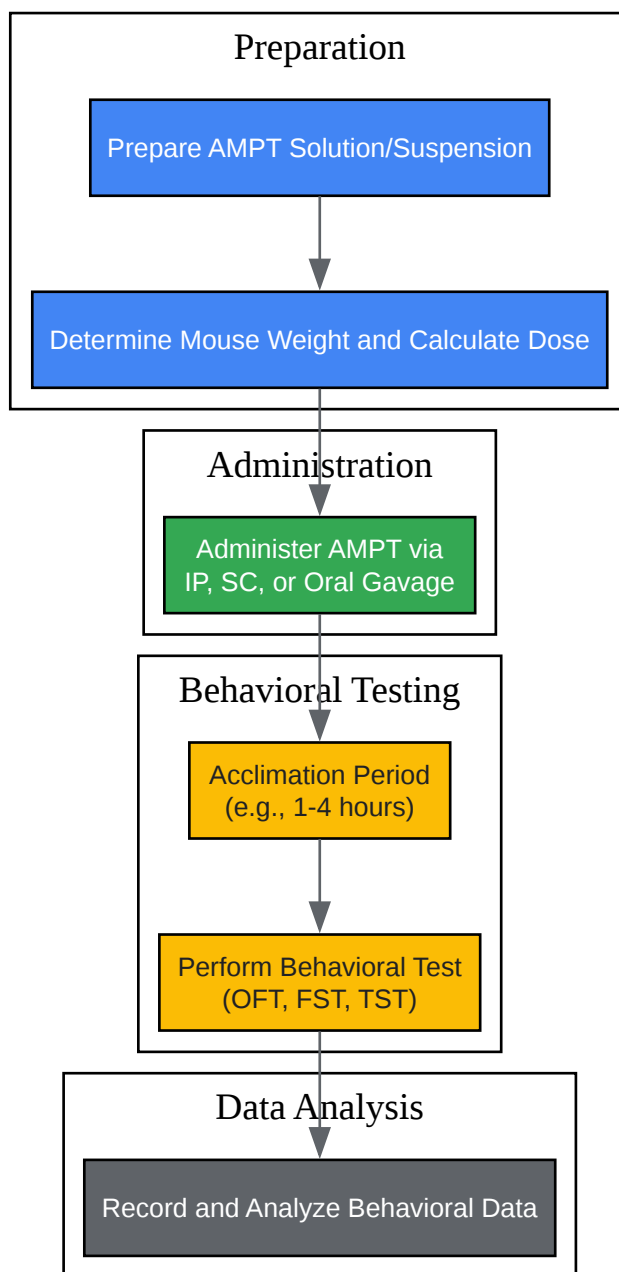 Preparation
Prepare AMPT Solution/Suspension
Determine Mouse Weight and Calculate Dose
Administration
Administer AMPT via
IP, SC, or Oral Gavage
Behavioral Testing
Acclimation Period
(e.g., 1-4 hours)
Perform Behavioral Test
(OFT, FST, TST)
Data Analysis
Record and Analyze Behavioral Data